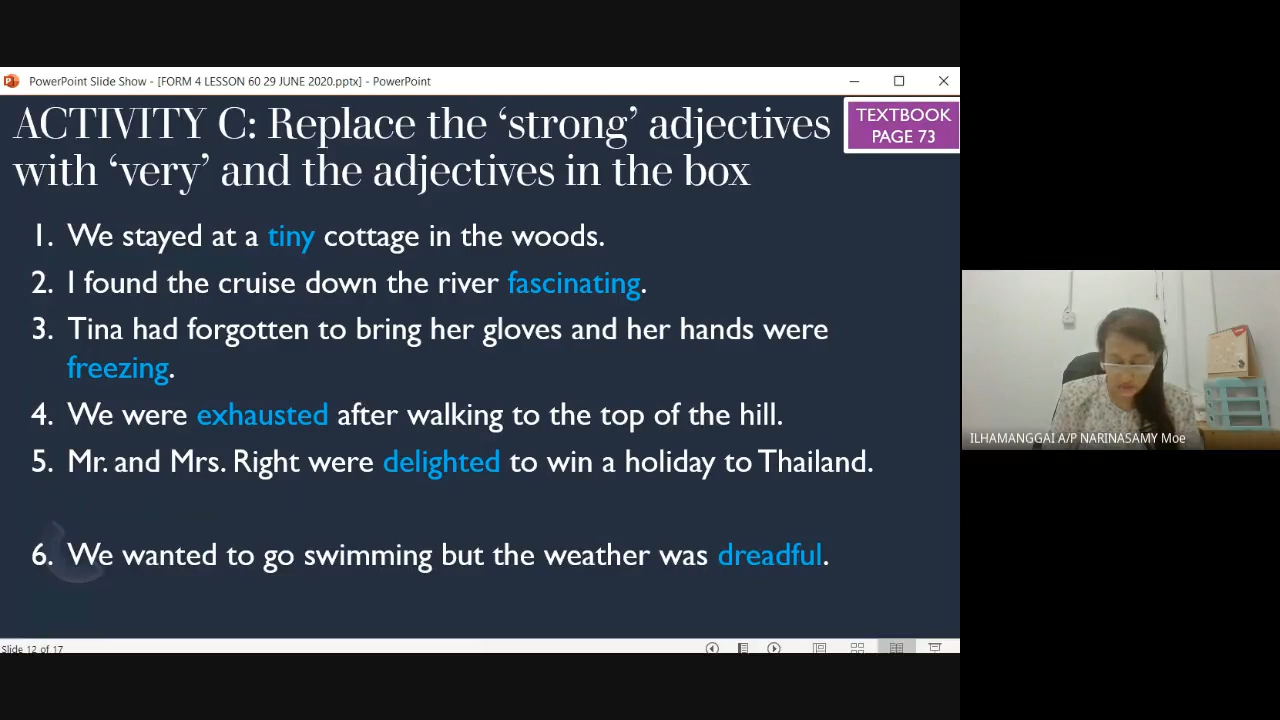 PowerPoint Slide Show - [FORM 4 LESSON 60 29 JUNE 2020.pptx] - PowerPoint
ACTIVITY C: Replace the ‘strong’ adjectives
with ‘very’ and the adjectives in the box
TEXTBOOK
PAGE 73
1. We stayed at a tiny cottage in the woods.
2. I found the cruise down the river fascinating.
3. Tina had forgotten to bring her gloves and her hands were
freezing.
4. We were exhausted after walking to the top of the hill.
5. Mr. and Mrs. Right were delighted to win a holiday to Thailand.
6. We wanted to go swimming but the weather was dreadful.
Slide 12 of 17
ILHAMANGGAI A/P NARINASAMY Moe